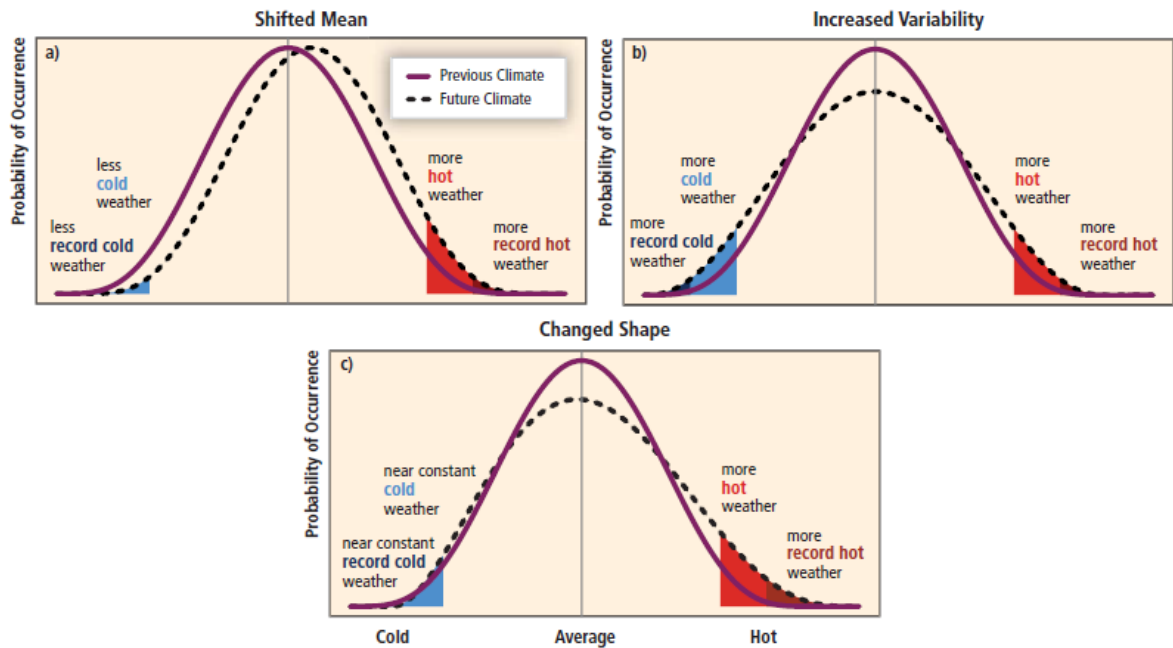 Shifted Mean
a)
Probability of Occurrence
Previous Climate
Future Climate
less
cold
weather
less
record cold
weather
more
hot
weather
more
record hot
weather
Increased Variability
b)
Probability of Occurrence
more
cold
weather
more
record cold
weather
more
hot
weather
more
record hot
weather
Changed Shape
c)
Probability of Occurrence
near constant
cold
weather
near constant
record cold
weather
more
hot
weather
more
record hot
weather
Cold Average Hot